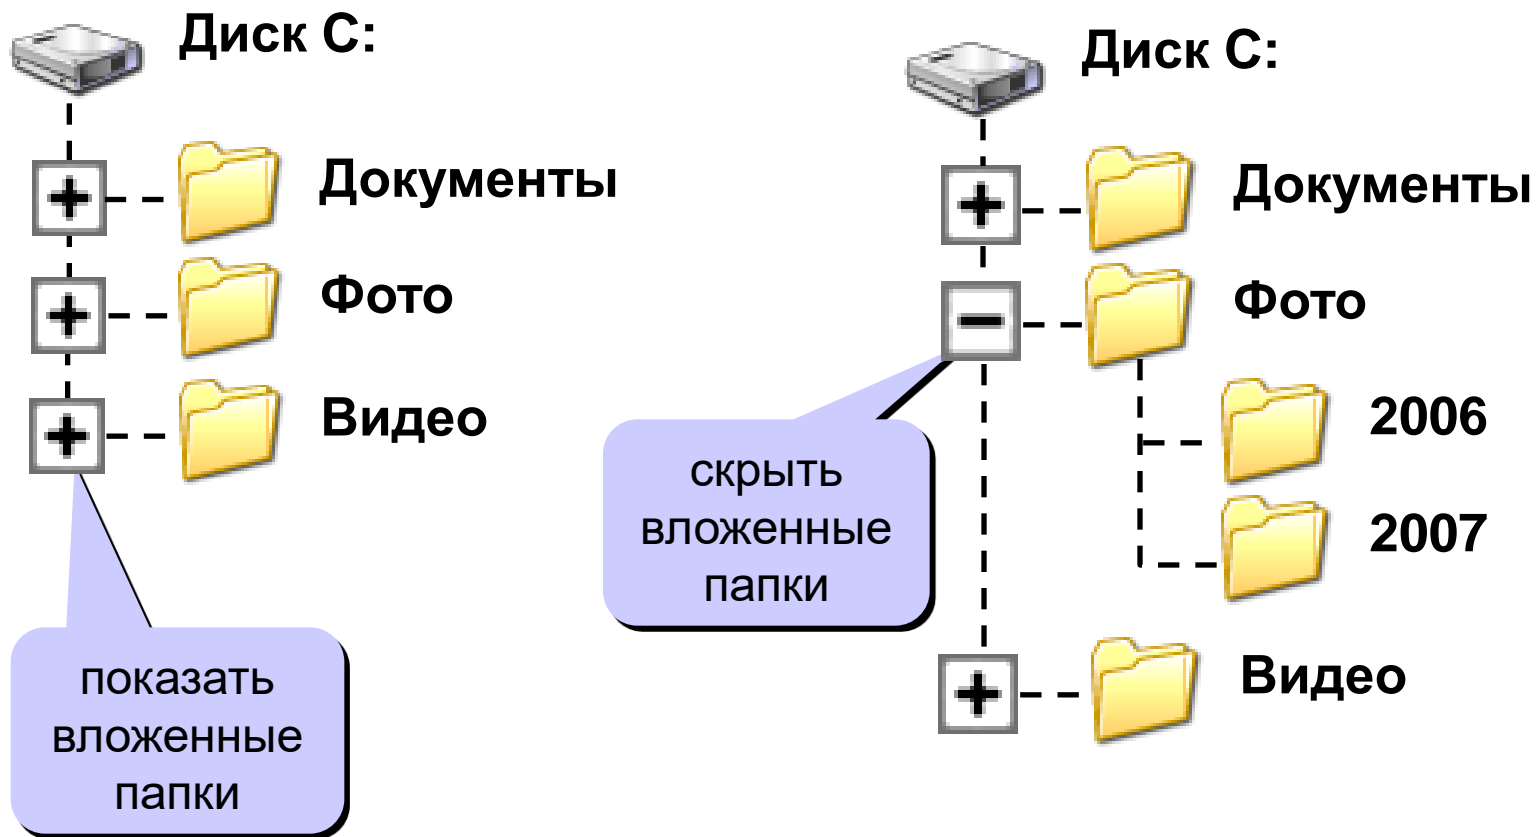 Диск C:
Документы
Фото
Видео
показать
вложенные
папки
Диск C:
Документы
Фото
2006
2007
Видео
скрыть
вложенные
папки